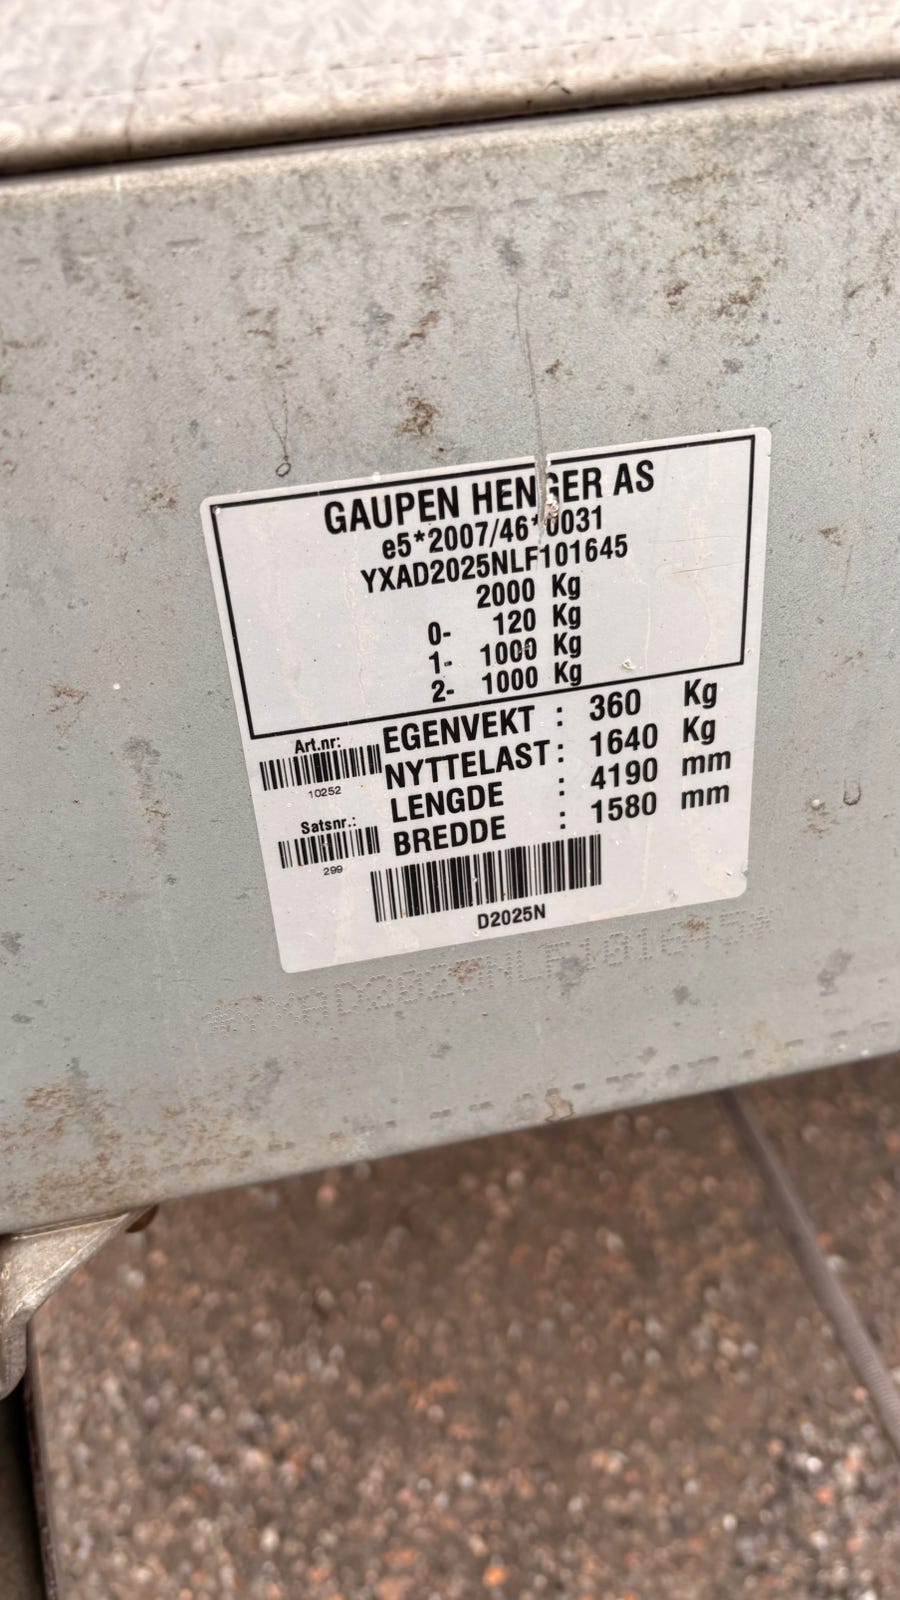 GAUPEN HENGER AS
e5*2007/46*0031
YXAD2025NLF101645
2000 Kg
0- 120 Kg
1- 1000 Kg
2- 1000 Kg
EGENVEKT : 360 Kg
NYTTELAST : 1640 Kg
LENGDE : 4190 mm
BREDDE : 1580 mm
Art.nr:
10252
Satsnr.:
299
D2025N
*YXAD2025NLF101645*